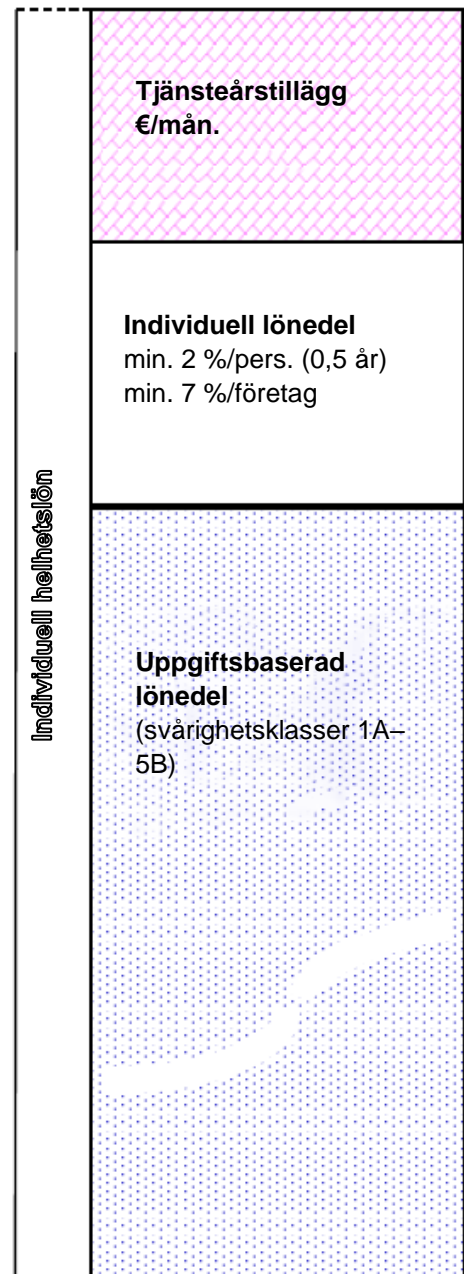 Tjänsteårstillägg
€/mån.
Individuell lönedel
min. 2 %/pers. (0,5 år)
min. 7 %/företag
Individuell helhetslön
Uppgiftsbaserad
lönedel
(svårighetsklasser 1A–
5B)